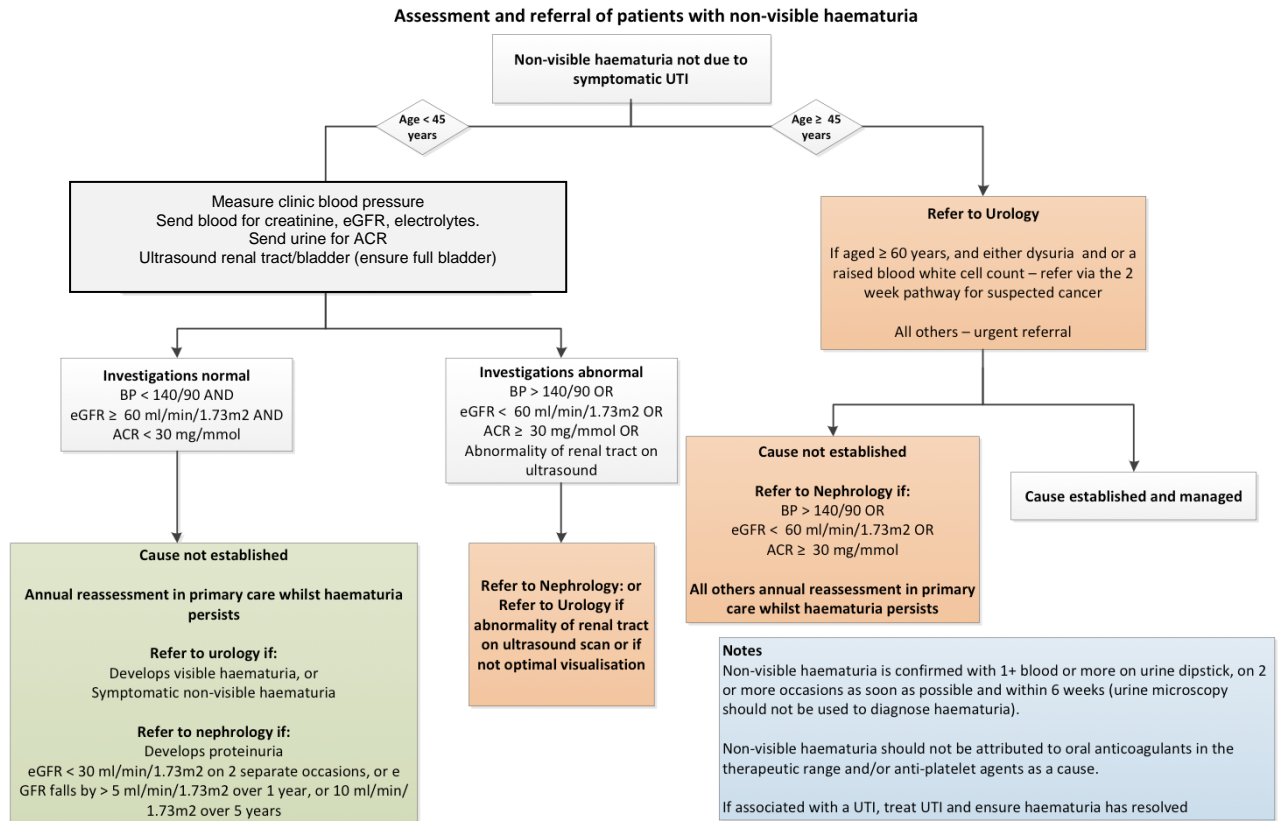 Assessment and referral of patients with non-visible haematuria
Non-visible haematuria not due to
symptomatic UTI
Age < 45
years
Age ≥ 45
years
Measure clinic blood pressure
Send blood for creatinine, eGFR, electrolytes.
Send urine for ACR
Ultrasound renal tract/bladder (ensure full bladder)
Refer to Urology
If aged ≥ 60 years, and either dysuria and or a
raised blood white cell count – refer via the 2
week pathway for suspected cancer
All others – urgent referral
Investigations normal
BP < 140/90 AND
eGFR ≥ 60 ml/min/1.73m2 AND
ACR < 30 mg/mmol
Investigations abnormal
BP > 140/90 OR
eGFR < 60 ml/min/1.73m2 OR
ACR ≥ 30 mg/mmol OR
Abnormality of renal tract on
ultrasound
Cause not established
Refer to Nephrology if:
BP > 140/90 OR
eGFR < 60 ml/min/1.73m2 OR
ACR ≥ 30 mg/mmol
All others annual reassessment in primary
care whilst haematuria persists
Cause established and managed
Cause not established
Annual reassessment in primary care whilst haematuria
persists
Refer to urology if:
Develops visible haematuria, or
Symptomatic non-visible haematuria
Refer to nephrology if:
Develops proteinuria
eGFR < 30 ml/min/1.73m2 on 2 separate occasions, or e
GFR falls by > 5 ml/min/1.73m2 over 1 year, or 10 ml/min/
1.73m2 over 5 years
Refer to Nephrology: or
Refer to Urology if
abnormality of renal tract
on ultrasound scan or if
not optimal visualisation
Notes
Non-visible haematuria is confirmed with 1+ blood or more on urine dipstick, on 2
or more occasions as soon as possible and within 6 weeks (urine microscopy
should not be used to diagnose haematuria).
Non-visible haematuria should not be attributed to oral anticoagulants in the
therapeutic range and/or anti-platelet agents as a cause.
If associated with a UTI, treat UTI and ensure haematuria has resolved